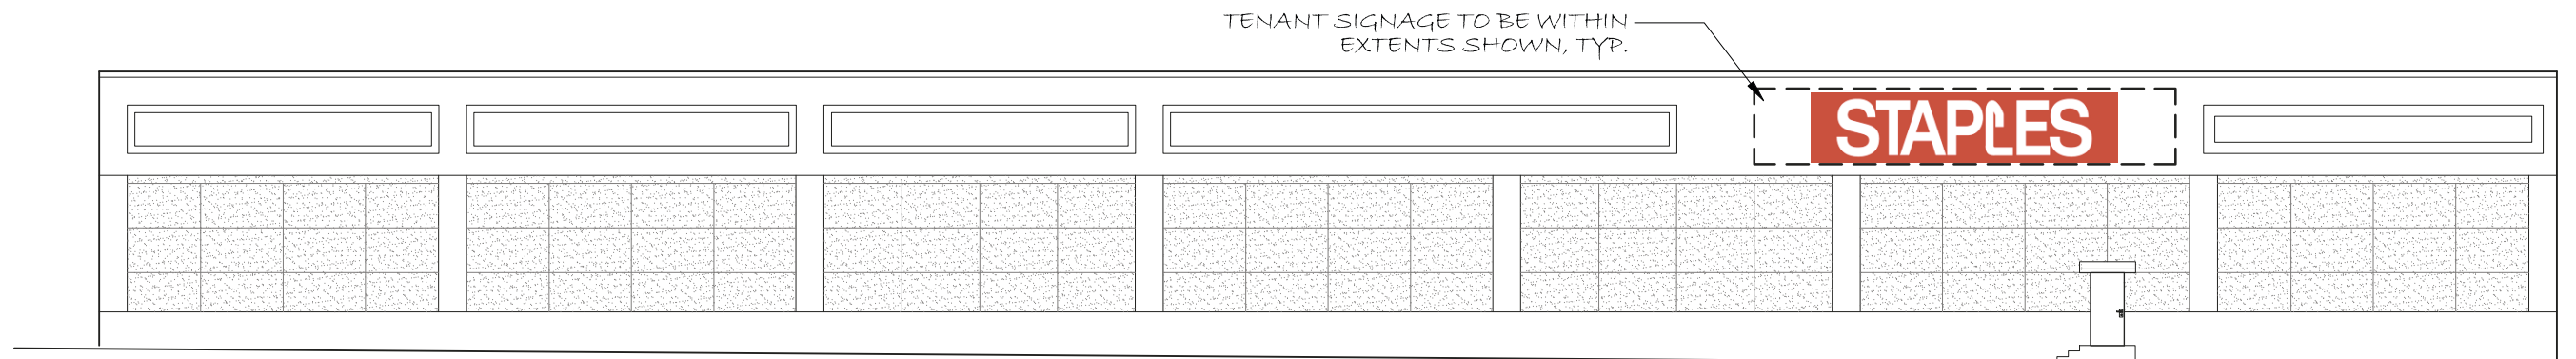 TENANT SIGNAGE TO BE WITHIN
EXTENTS SHOWN, TYP.
STAPLES